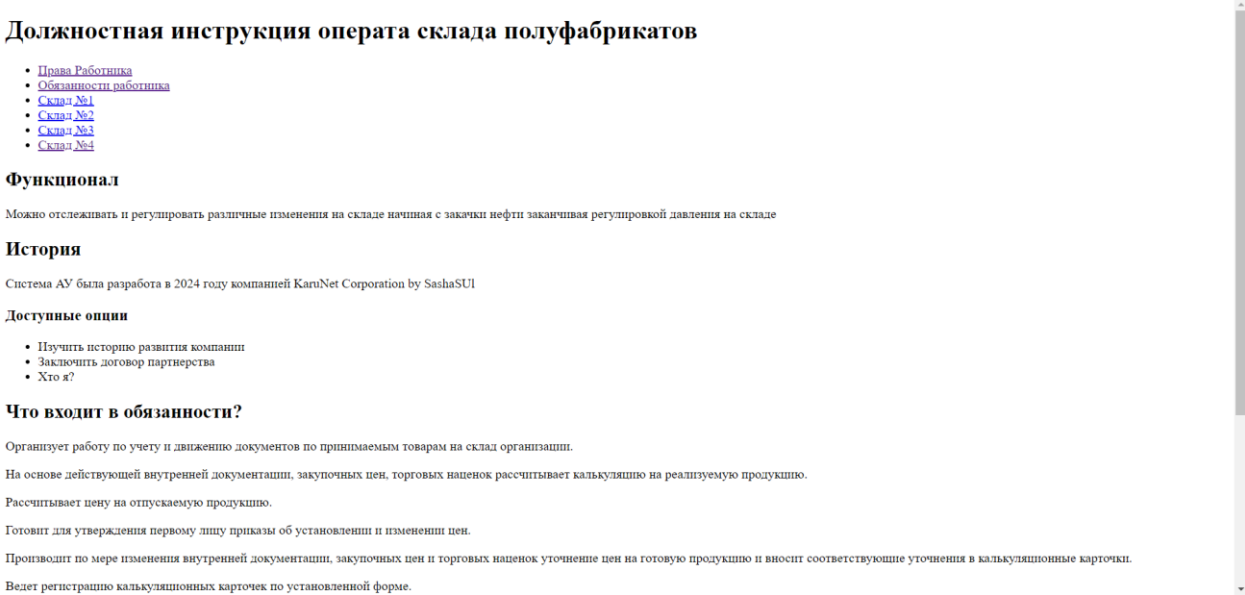 Должностная инструкция операта склада полуфабрикатов
Права Работника
Обязанности работника
Склад №1
Склад №2
Склад №3
Склад №4
Функционал
Можно отслеживать и регулировать различные изменения на складе начиная с закачки нефти заканчивая регулировкой давления на складе
История
Система АУ была разработа в 2024 году компанией KaruNet Corporation by SashaSUI
Доступные опции
Изучить историю развития компании
Заключить договор партнерства
Хто я?
Что входит в обязанности?
Организует работу по учету и движению документов по принимаемым товарам на склад организации.
На основе действующей внутренней документации, закупочных цен, торговых наценок рассчитывает калькуляцию на реализуемую продукцию.
Рассчитывает цену на отпускаемую продукцию.
Готовит для утверждения первому лицу приказы об установлении и изменении цен.
Производит по мере изменения внутренней документации, закупочных цен и торговых наценок уточнение цен на готовую продукцию и вносит соответствующие уточнения в калькуляционные карточки.
Ведет регистрацию калькуляционных карточек по установленной форме.